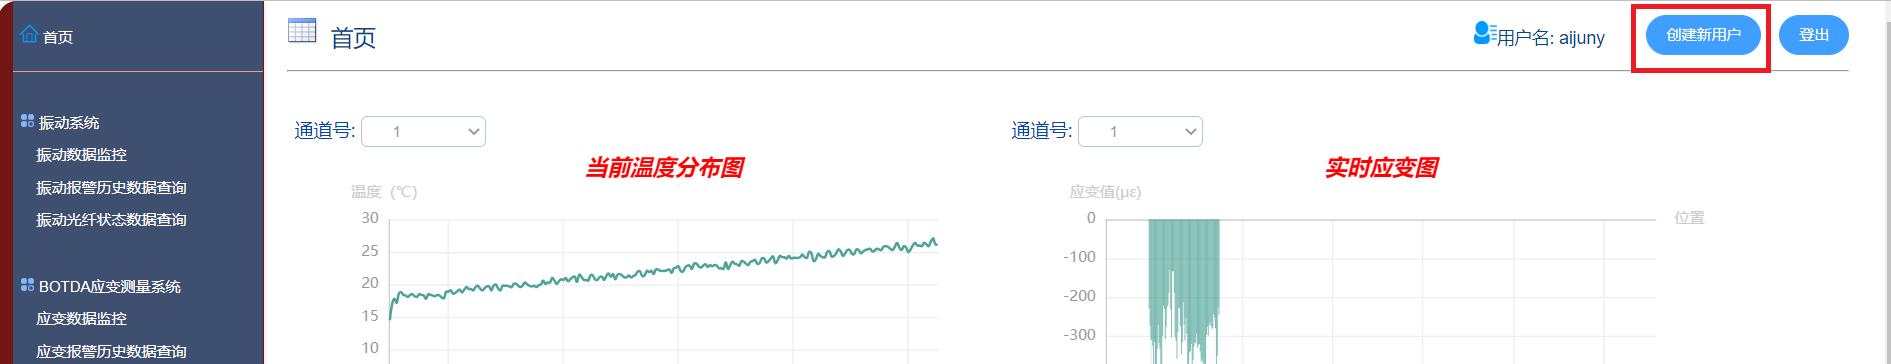 首页
振动系统
振动数据监控
振动报警历史数据查询
振动光纤状态数据查询
BOTDA应变测量系统
应变数据监控
应变报警历史数据查询
首页
用户名: aijuny
创建新用户
登出
通道号: 1
当前温度分布图
温度（℃）
30
25
20
15
10
通道号: 1
实时应变图
应变值(με)
位置
0
-100
-200
-300